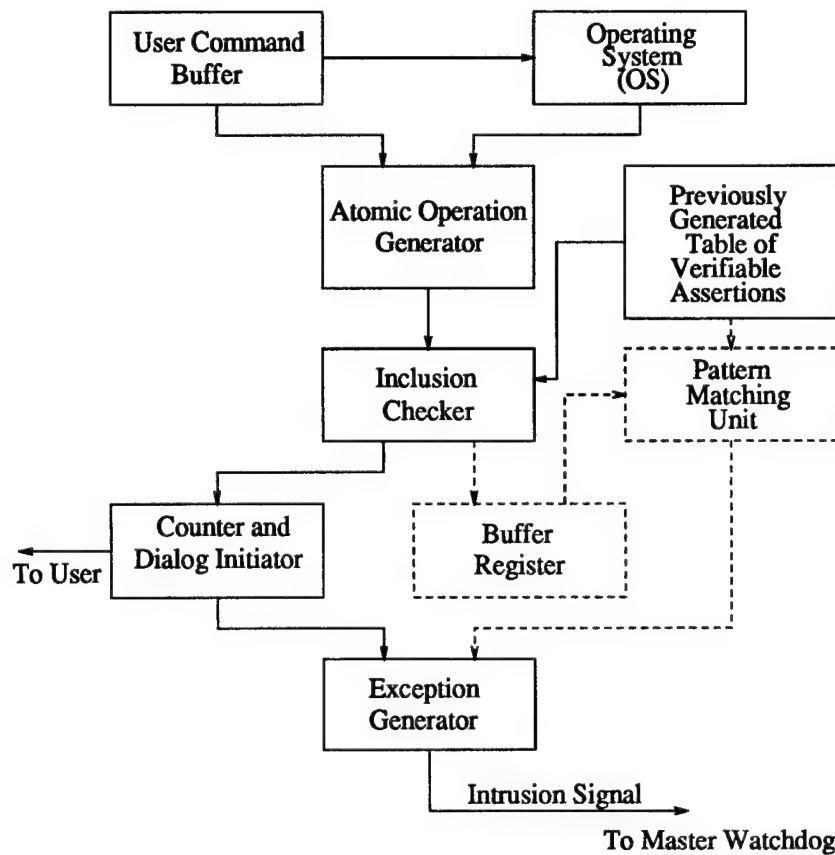 User Command
Buffer
Operating
System
(OS)
Atomic Operation
Generator
Previously
Generated
Table of
Verifiable
Assertions
Inclusion
Checker
Pattern
Matching
Unit
Counter and
Dialog Initiator
Buffer
Register
To User
Exception
Generator
Intrusion Signal
To Master Watchdog